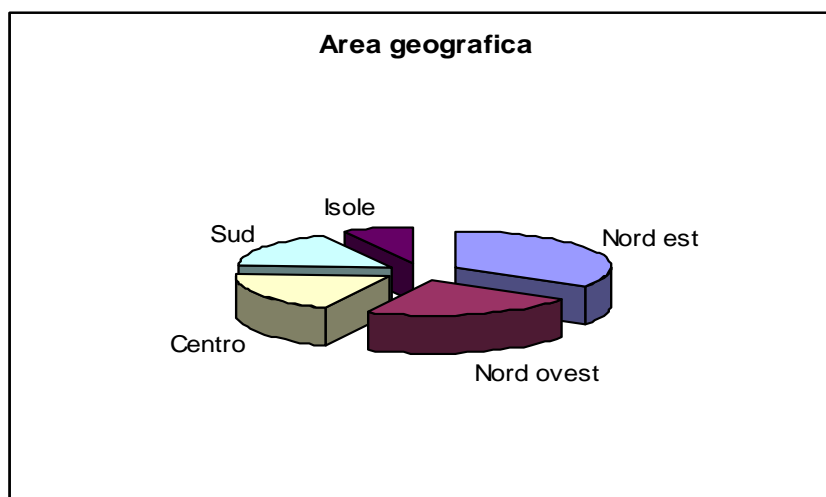 Area geografica
Isole
Sud
Nord est
Centro
Nord ovest